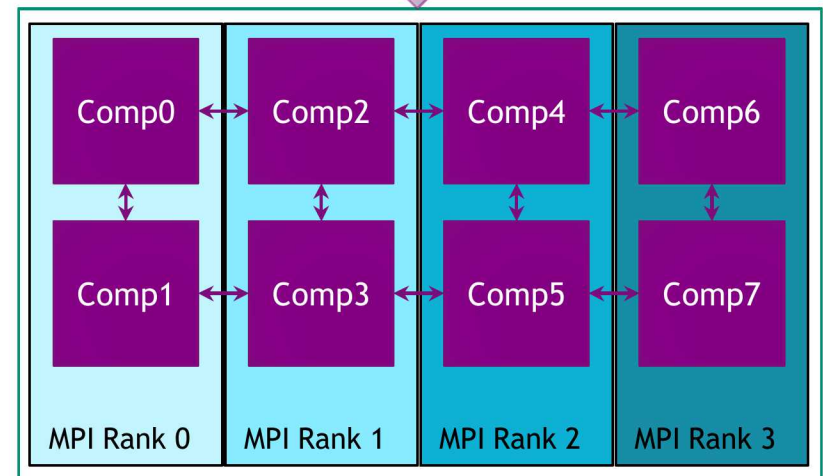 Comp0
Comp2
Comp4
Comp6
Comp1
Comp3
Comp5
Comp7
MPI Rank 0
MPI Rank 1
MPI Rank 2
MPI Rank 3